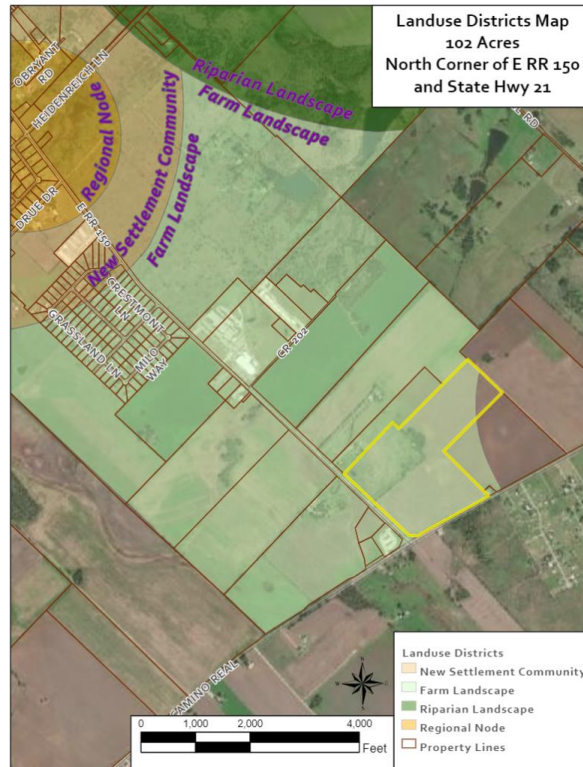 Landuse Districts Map
102 Acres
North Corner of E RR 150
and State Hwy 21
OBRYANT
RD
HEIDENREICH LN
Riparian Landscape
Farm Landscape
Regional Node
New Settlement Community
Farm Landscape
RD
DRUE DR
E RR 150
CRESTMONT
LN
GRASSLAND LN
MILO
WAY
CR 202
CAMINO REAL
Landuse Districts
New Settlement Community
Farm Landscape
Riparian Landscape
Regional Node
Property Lines
N
0 1,000 2,000 4,000
Feet